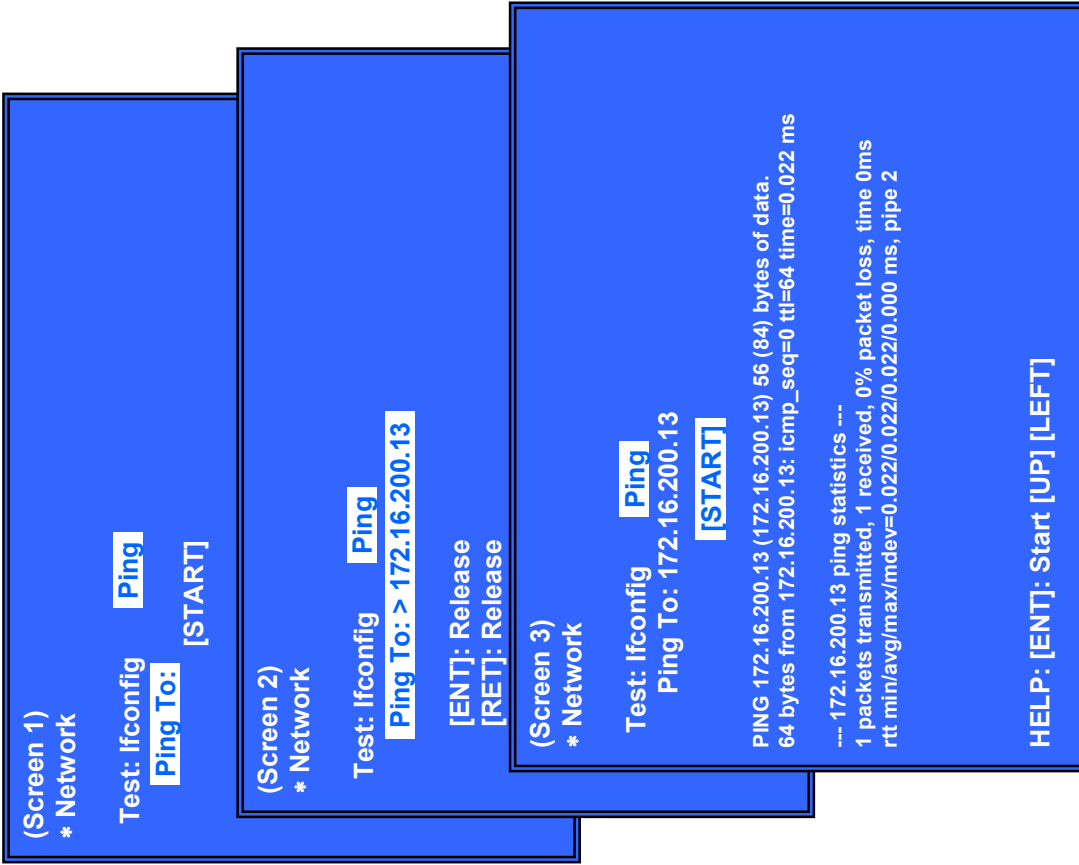 (Screen 1)
* Network
Test: Ifconfig Ping
Ping To:
[START]
(Screen 2)
* Network
Test: Ifconfig Ping
Ping To: > 172.16.200.13
[ENT]: Release
[RET]: Release
(Screen 3)
* Network
Test: Ifconfig Ping
Ping To: 172.16.200.13
[START]
PING 172.16.200.13 (172.16.200.13) 56 (84) bytes of data.
64 bytes from 172.16.200.13: icmp_seq=0 ttl=64 time=0.022 ms
--- 172.16.200.13 ping statistics ---
1 packets transmitted, 1 received, 0% packet loss, time 0ms
rtt min/avg/max/mdev=0.022/0.022/0.022/0.000 ms, pipe 2
HELP: [ENT]: Start [UP] [LEFT]